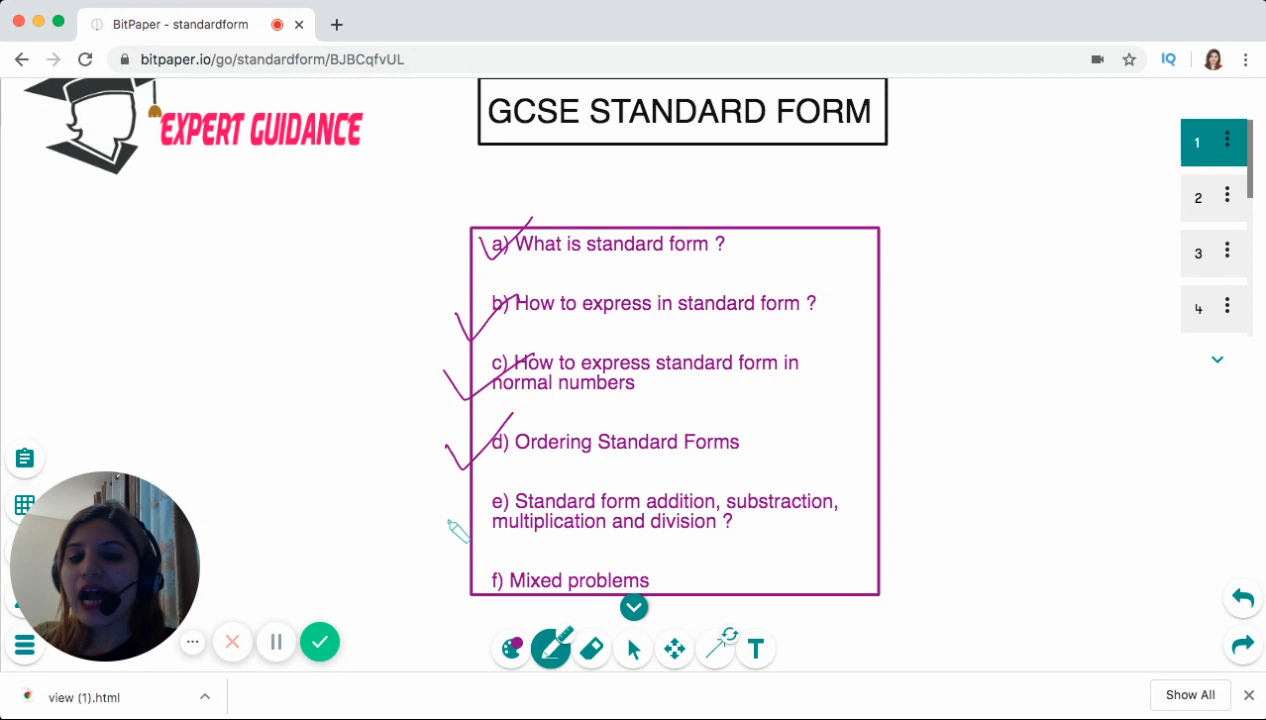 BitPaper - standardform
bitpaper.io/go/standardform/BJBCqfvUL
IQ
EXPERT GUIDANCE
GCSE STANDARD FORM
1
2
3
4
a) What is standard form ?
b) How to express in standard form ?
c) How to express standard form in
normal numbers
d) Ordering Standard Forms
e) Standard form addition, substraction,
multiplication and division ?
f) Mixed problems
T
view (1).html
Show All